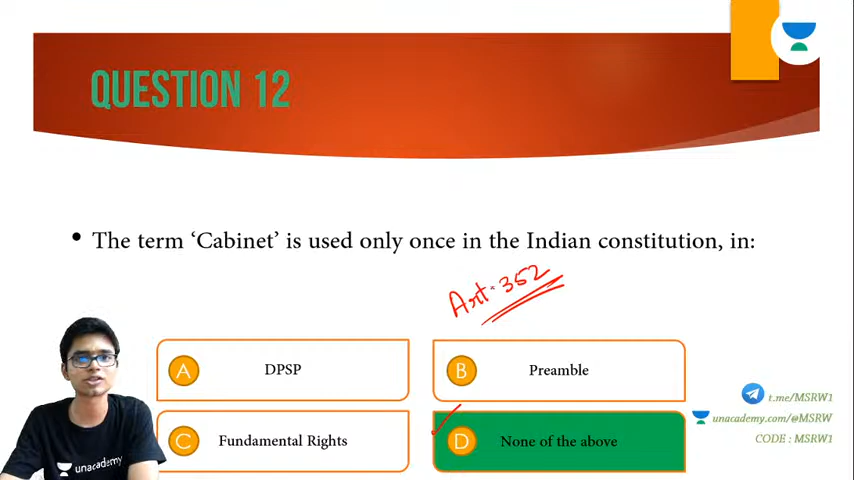 QUESTION 12
• The term ‘Cabinet’ is used only once in the Indian constitution, in:
Art. 352
A DPSP
B Preamble
C Fundamental Rights
D None of the above
t.me/MSRW1
unacademy.com/@MSRW
CODE : MSRW1
unacademy